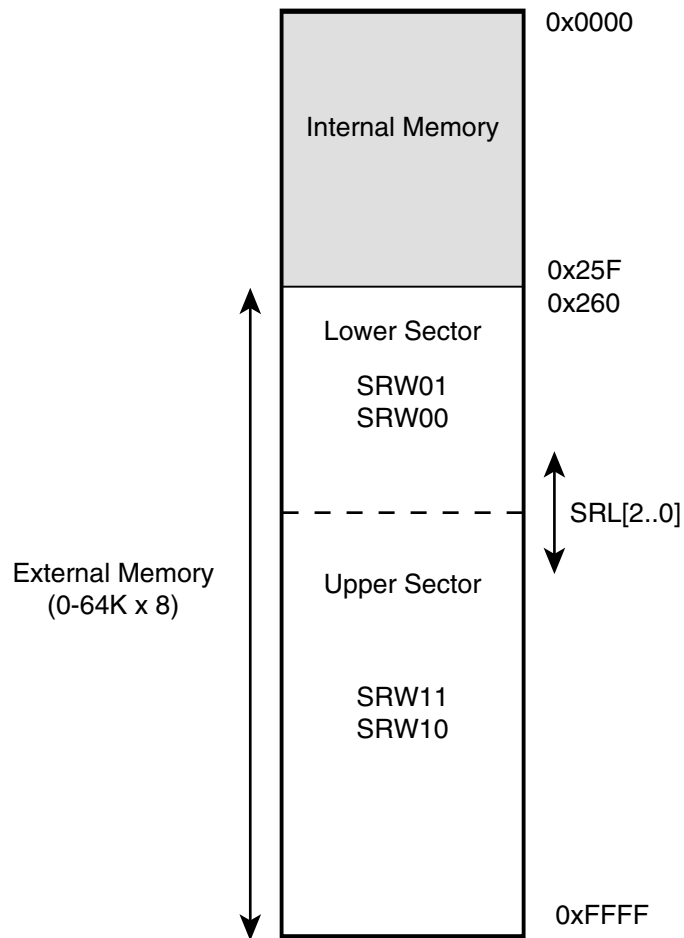 0x0000
Internal Memory
0x25F
0x260
Lower Sector
SRW01
SRW00
SRL[2..0]
External Memory
(0-64K x 8)
Upper Sector
SRW11
SRW10
0xFFFF